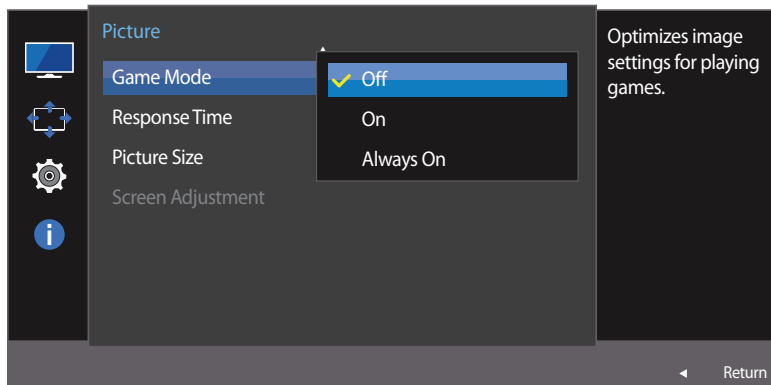 Picture
Game Mode
Off
Response Time
On
Picture Size
Always On
Screen Adjustment
Optimizes image
settings for playing
games.
i
Return